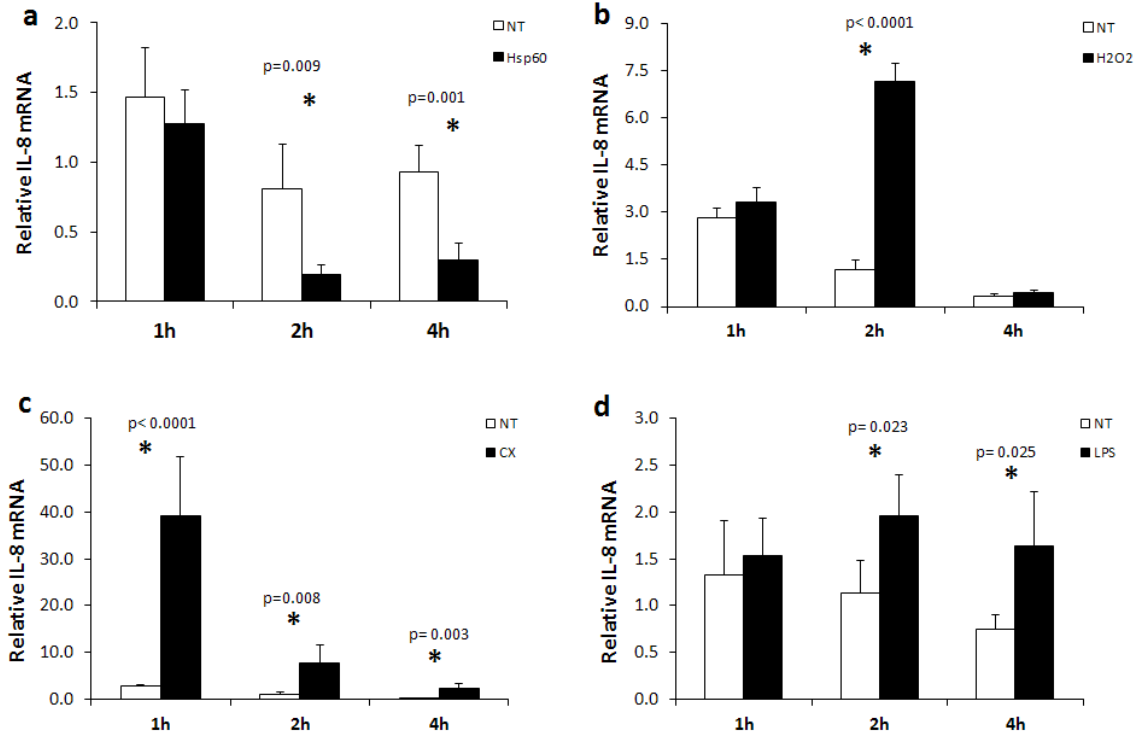 a
2.0
1.5
1.0
0.5
0.0
Relative IL-8 mRNA
NT
Hsp60
p=0.009
*
p=0.001
*
1h 2h 4h
b
9.0
7.5
6.0
4.5
3.0
1.5
0.0
Relative IL-8 mRNA
p< 0.0001
*
NT
H2O2
1h 2h 4h
c
60.0
50.0
40.0
30.0
20.0
10.0
0.0
Relative IL-8 mRNA
p< 0.0001
*
NT
CX
p=0.008
*
p= 0.003
*
1h 2h 4h
d
3.0
2.5
2.0
1.5
1.0
0.5
0.0
Relative IL-8 mRNA
NT
LPS
p= 0.023
*
p= 0.025
*
1h 2h 4h